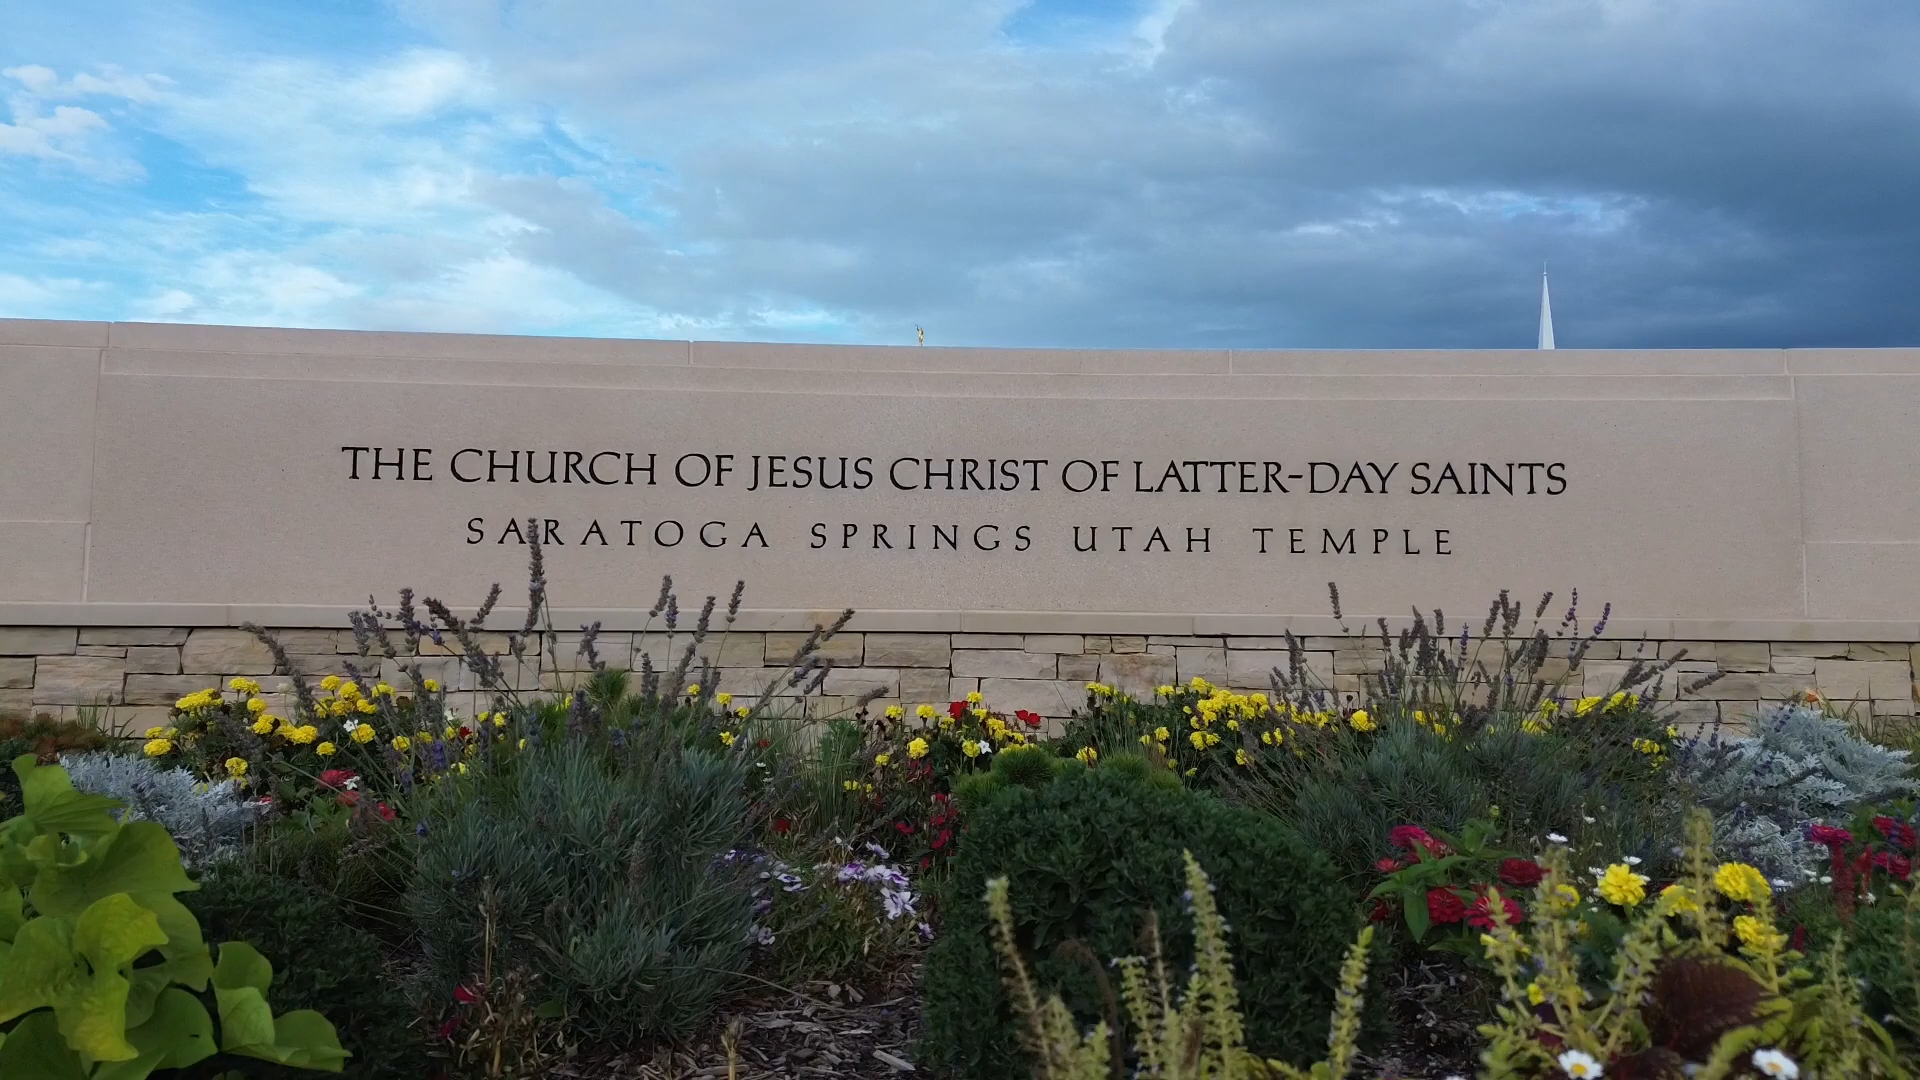 THE CHURCH OF JESUS CHRIST OF LATTER-DAY SAINTS
SARATOGA SPRINGS UTAH TEMPLE